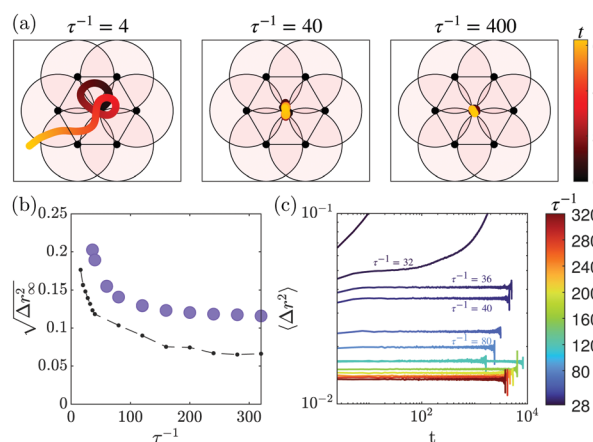 (a) τ⁻¹ = 4 τ⁻¹ = 40 τ⁻¹ = 400 t
(b) (c) τ⁻¹
0.25
0.2
0.15
0.1
0.05
0
√Δr²∞
0 100 200 300
τ⁻¹
10⁻¹
10⁻²
⟨Δr²⟩
τ⁻¹ = 32
τ⁻¹ = 36
τ⁻¹ = 40
τ⁻¹ = 80
10² 10⁴
t
320
280
240
200
160
120
80
28